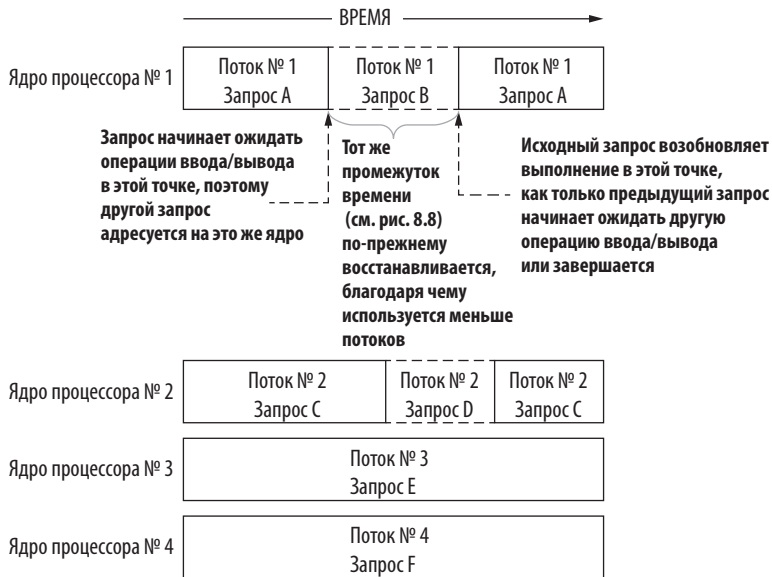 ВРЕМЯ
Ядро процессора № 1
Поток № 1
Запрос A
Поток № 1
Запрос B
Поток № 1
Запрос A
Запрос начинает ожидать
операции ввода/вывода
в этой точке, поэтому
другой запрос
адресуется на это же ядро
Тот же
промежуток
времени
(см. рис. 8.8)
по-прежнему
восстанавливается,
благодаря чему
используется меньше
потоков
Исходный запрос возобновляет
выполнение в этой точке,
как только предыдущий запрос
начинает ожидать другую
операцию ввода/вывода
или завершается
Ядро процессора № 2
Поток № 2
Запрос C
Поток № 2
Запрос D
Поток № 2
Запрос C
Ядро процессора № 3
Поток № 3
Запрос E
Ядро процессора № 4
Поток № 4
Запрос F